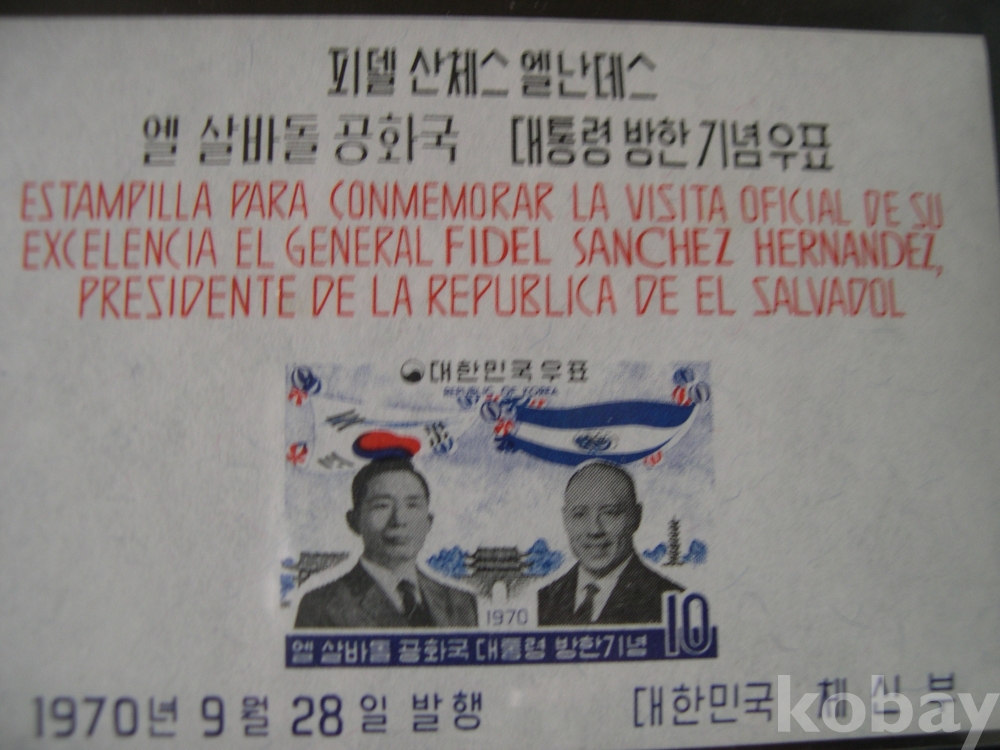 피델 산체스 엘난데스
엘 살바돌 공화국 대통령 방한 기념우표
ESTAMPILLA PARA CONMEMORAR LA VISITA OFICIAL DE SU
EXCELENCIA EL GENERAL FIDEL SANCHEZ HERNANDEZ,
PRESIDENTE DE LA REPUBLICA DE EL SALVADOL
대한민국우표
REPUBLIC OF KOREA
1970
10
엘 살바돌 공화국 대통령 방한기념
1970년 9월 28일 발행
대한민국 체신부
kobay